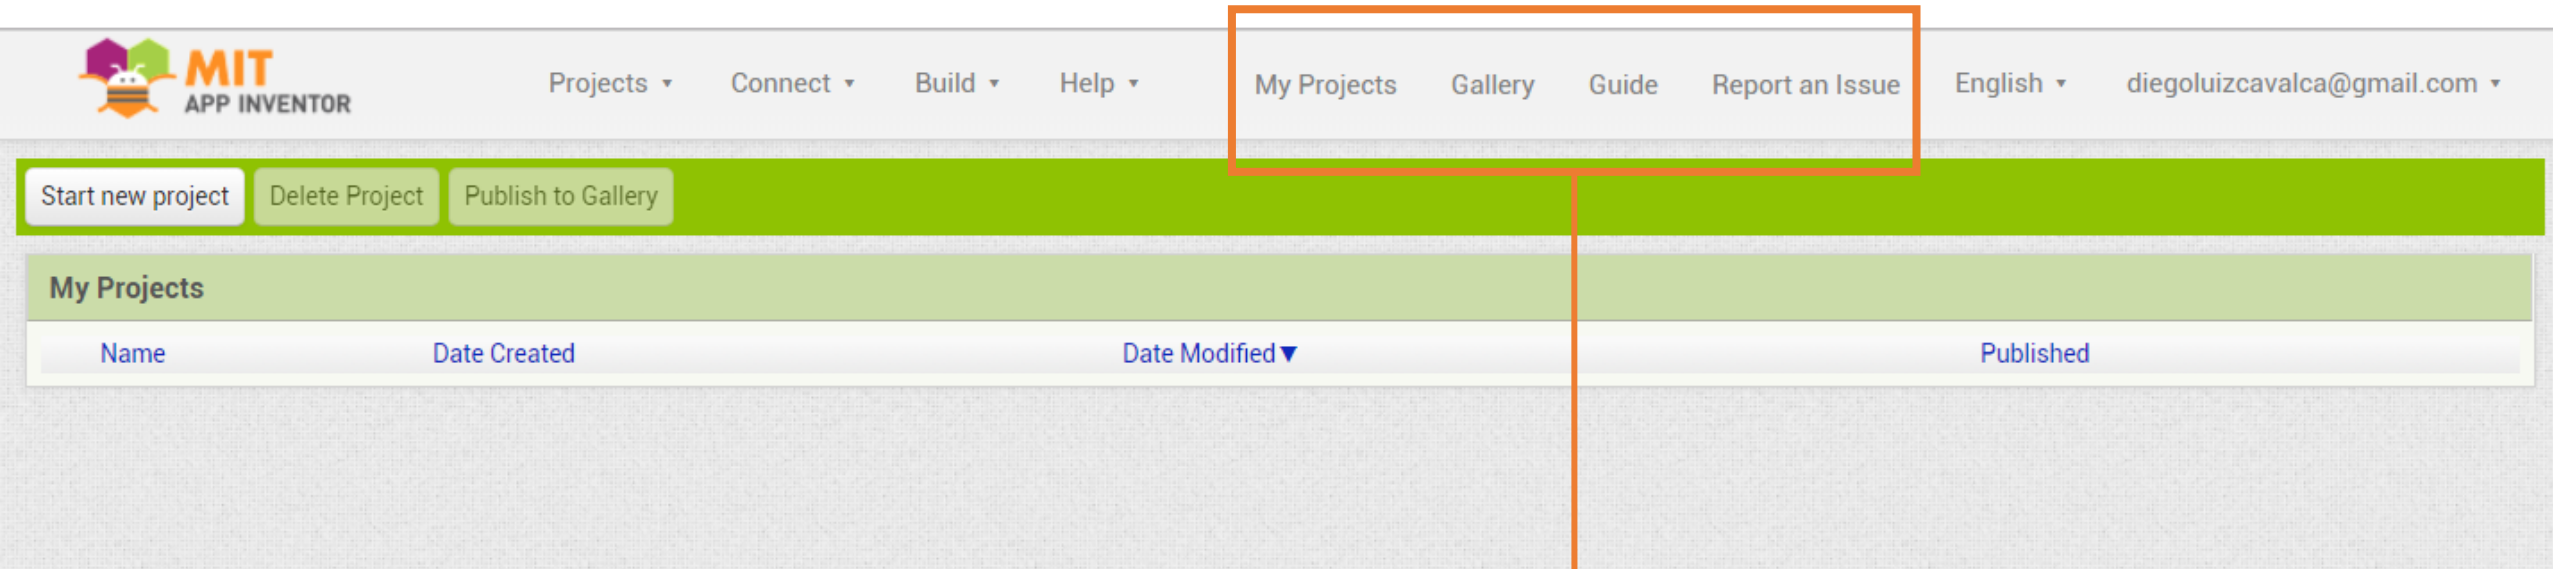 MIT
APP INVENTOR
Projects Connect Build Help My Projects Gallery Guide Report an Issue English diegoluizcavalca@gmail.com
Start new project Delete Project Publish to Gallery
My Projects
Name Date Created Date Modified▼ Published